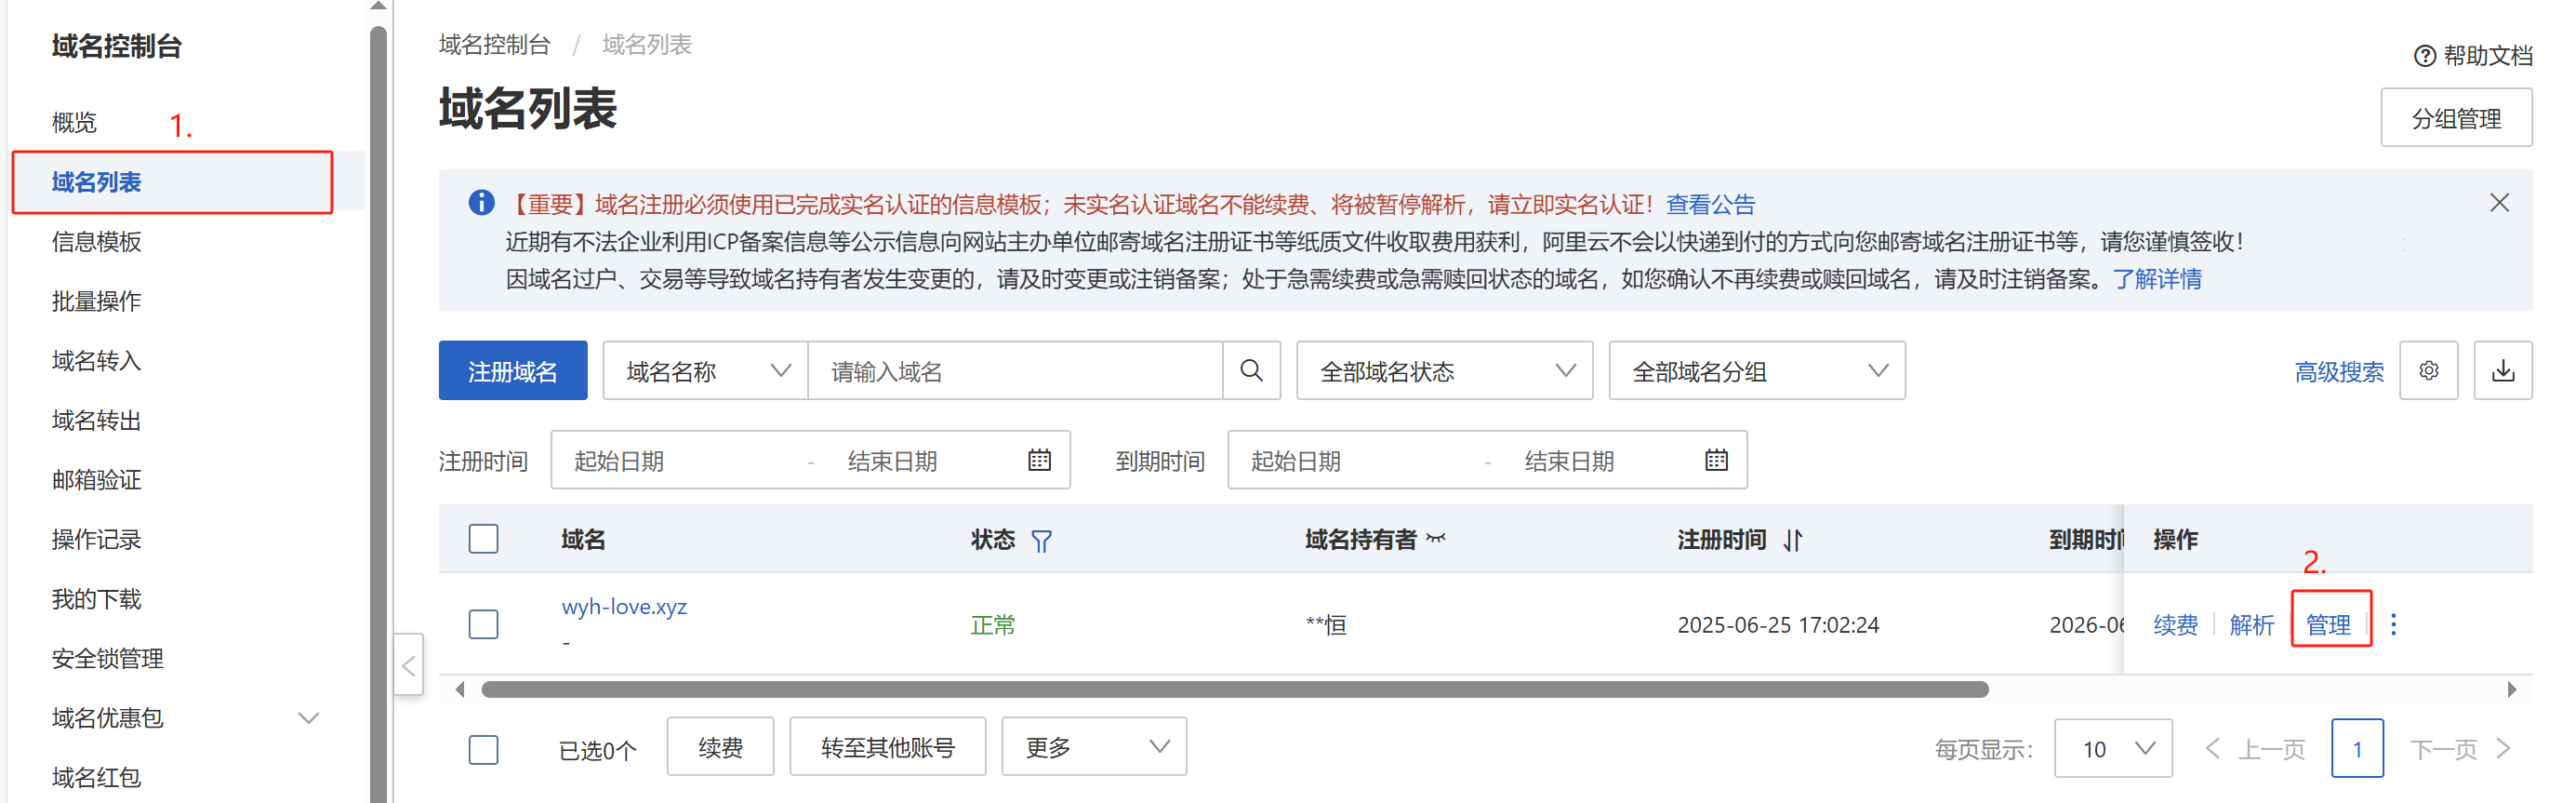 域名控制台
概览
1.
域名列表
信息模板
批量操作
域名转入
域名转出
邮箱验证
操作记录
我的下载
安全锁管理
域名优惠包
域名红包
域名控制台 / 域名列表
帮助文档
域名列表
分组管理
【重要】域名注册必须使用已完成实名认证的信息模板；未实名认证域名不能续费、将被暂停解析，请立即实名认证！查看公告
近期有不法企业利用ICP备案信息等公示信息向网站主办单位邮寄域名注册证书等纸质文件收取费用获利，阿里云不会以快递到付的方式向您邮寄域名注册证书等，请您谨慎签收！
因域名过户、交易等导致域名持有者发生变更的，请及时变更或注销备案；处于急需续费或急需赎回状态的域名，如您确认不再续费或赎回域名，请及时注销备案。了解详情
注册域名 域名名称 请输入域名 全部域名状态 全部域名分组 高级搜索
注册时间 起始日期 - 结束日期 到期时间 起始日期 - 结束日期
域名 状态 域名持有者 注册时间 到期时 操作
2.
wyh-love.xyz 正常 **恒 2025-06-25 17:02:24 2026-06 续费 解析 管理
-
已选0个 续费 转至其他账号 更多 每页显示： 10 上一页 1 下一页